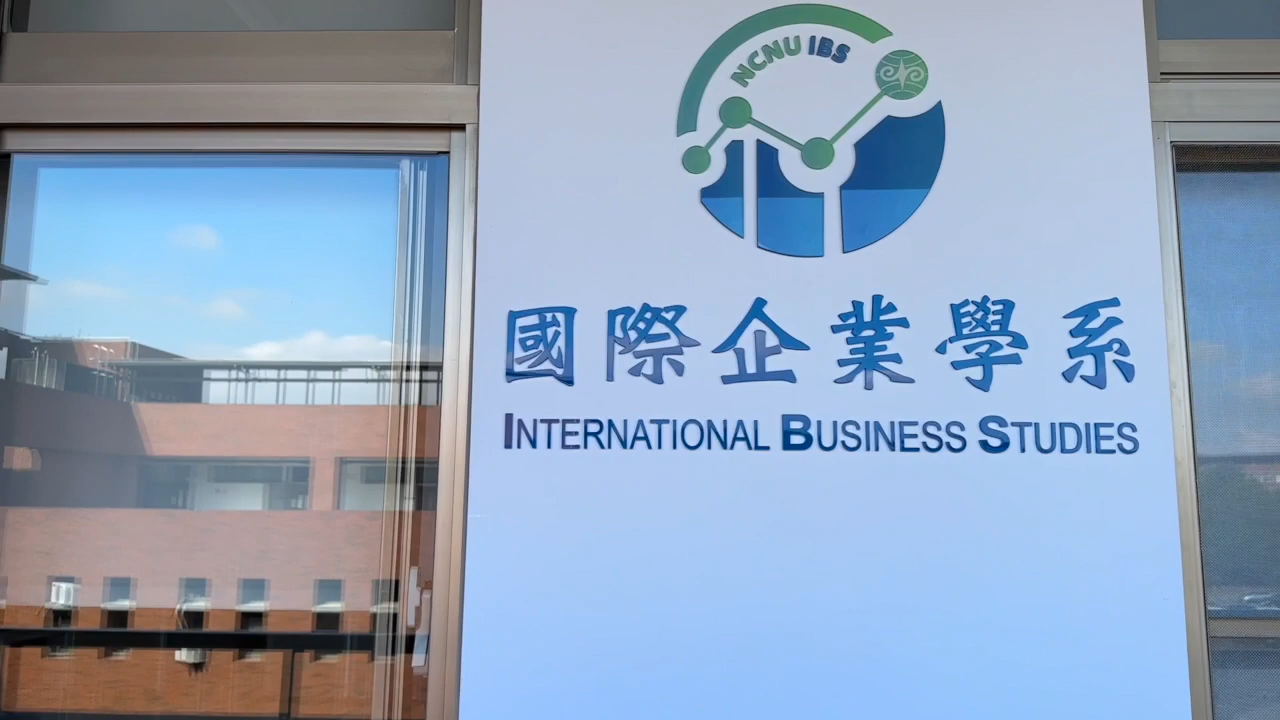 NCNU IBS
國際企業學系
INTERNATIONAL BUSINESS STUDIES